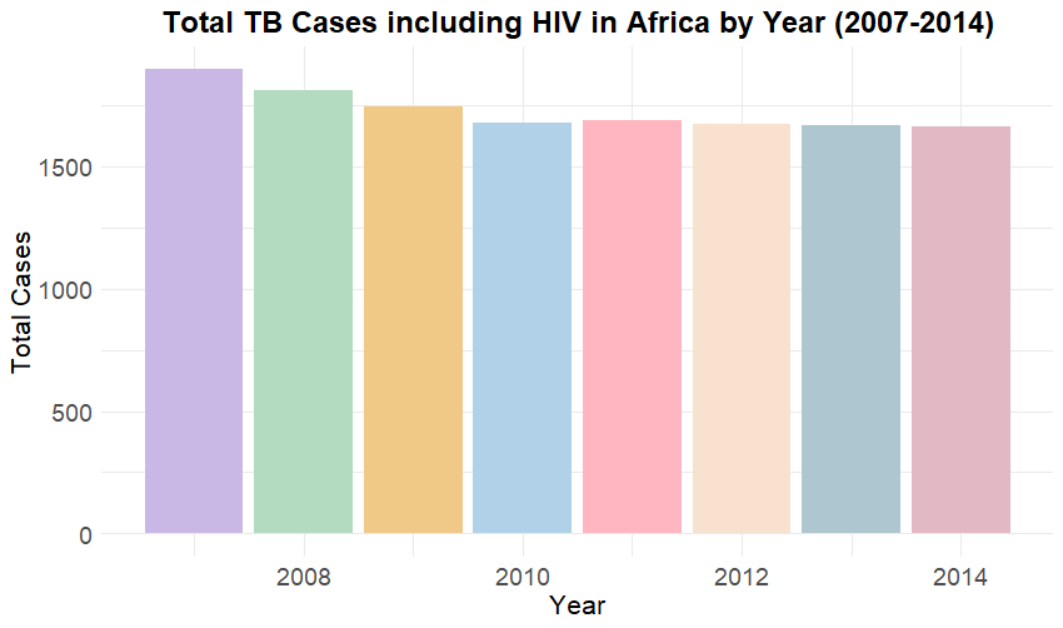 Total TB Cases including HIV in Africa by Year (2007-2014)
Total Cases
1500
1000
500
0
2008
2010
2012
2014
Year